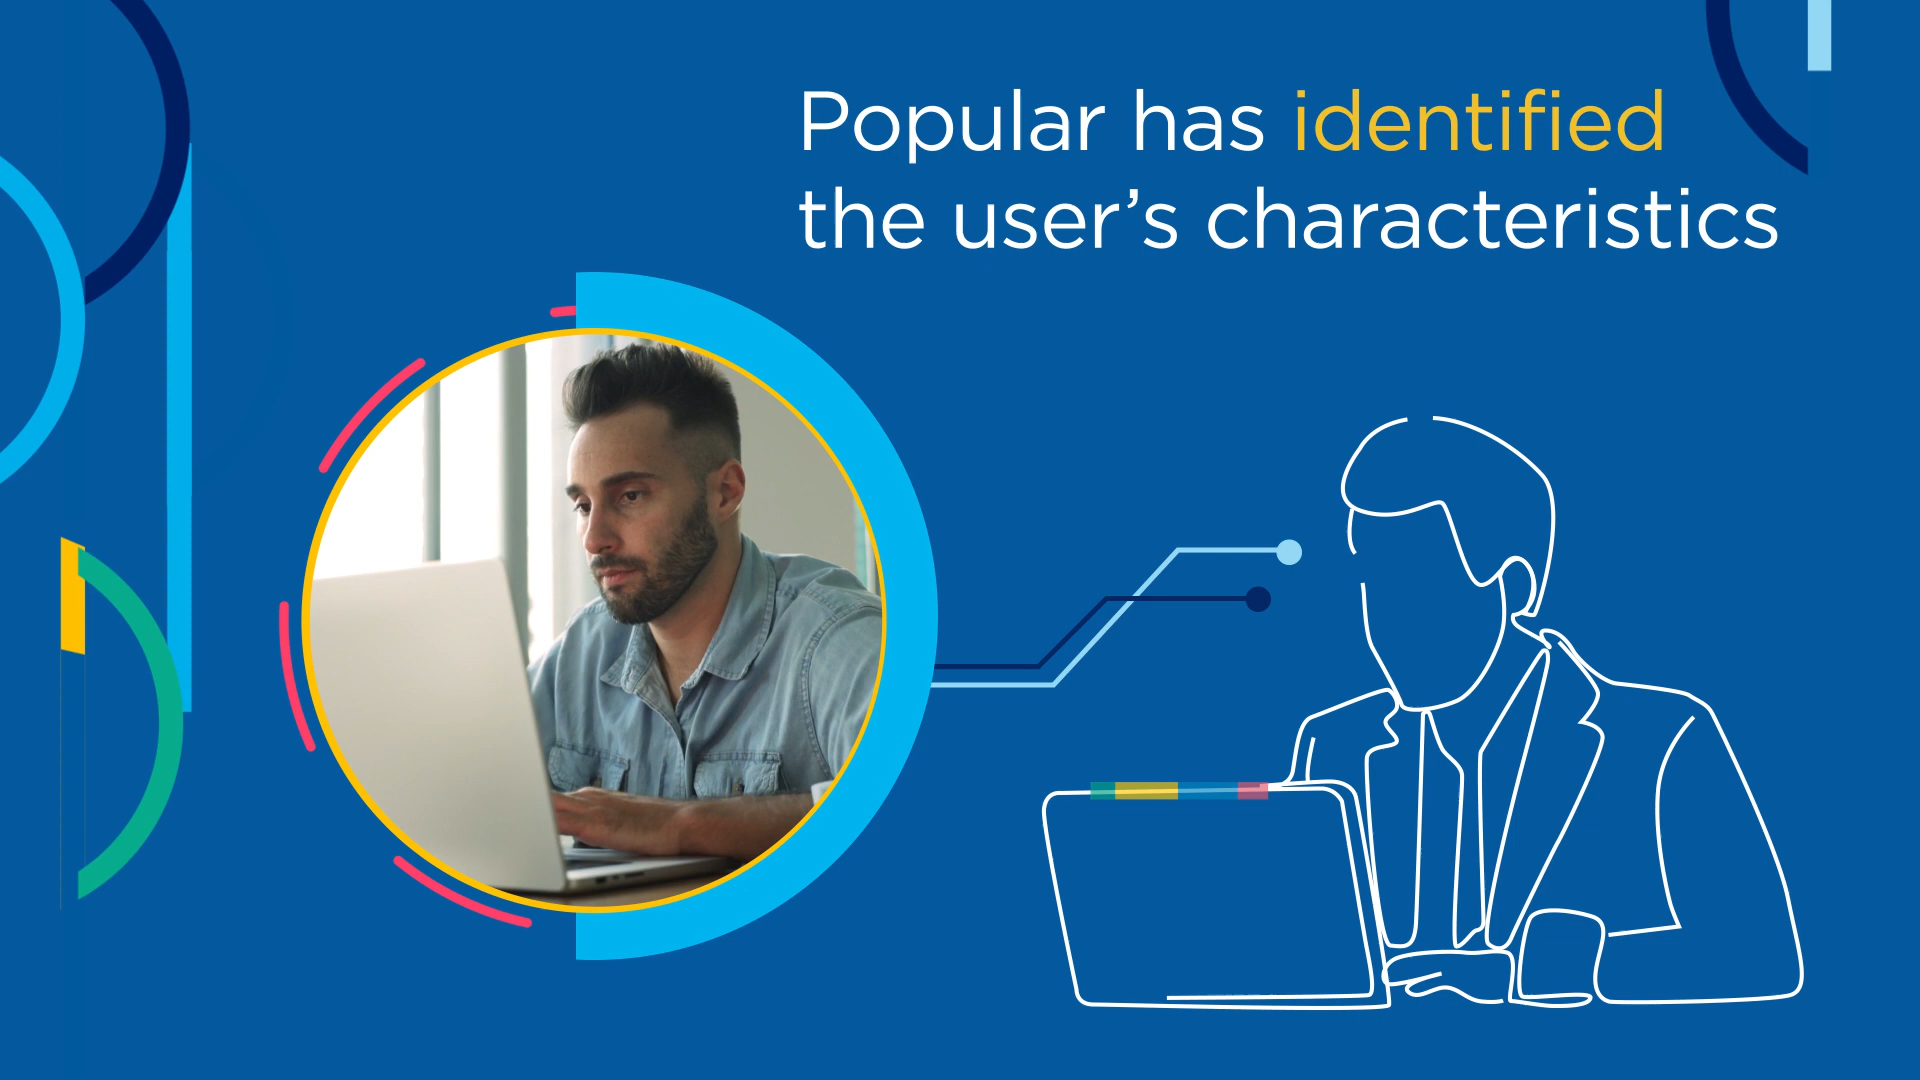 Popular has identified
the user’s characteristics